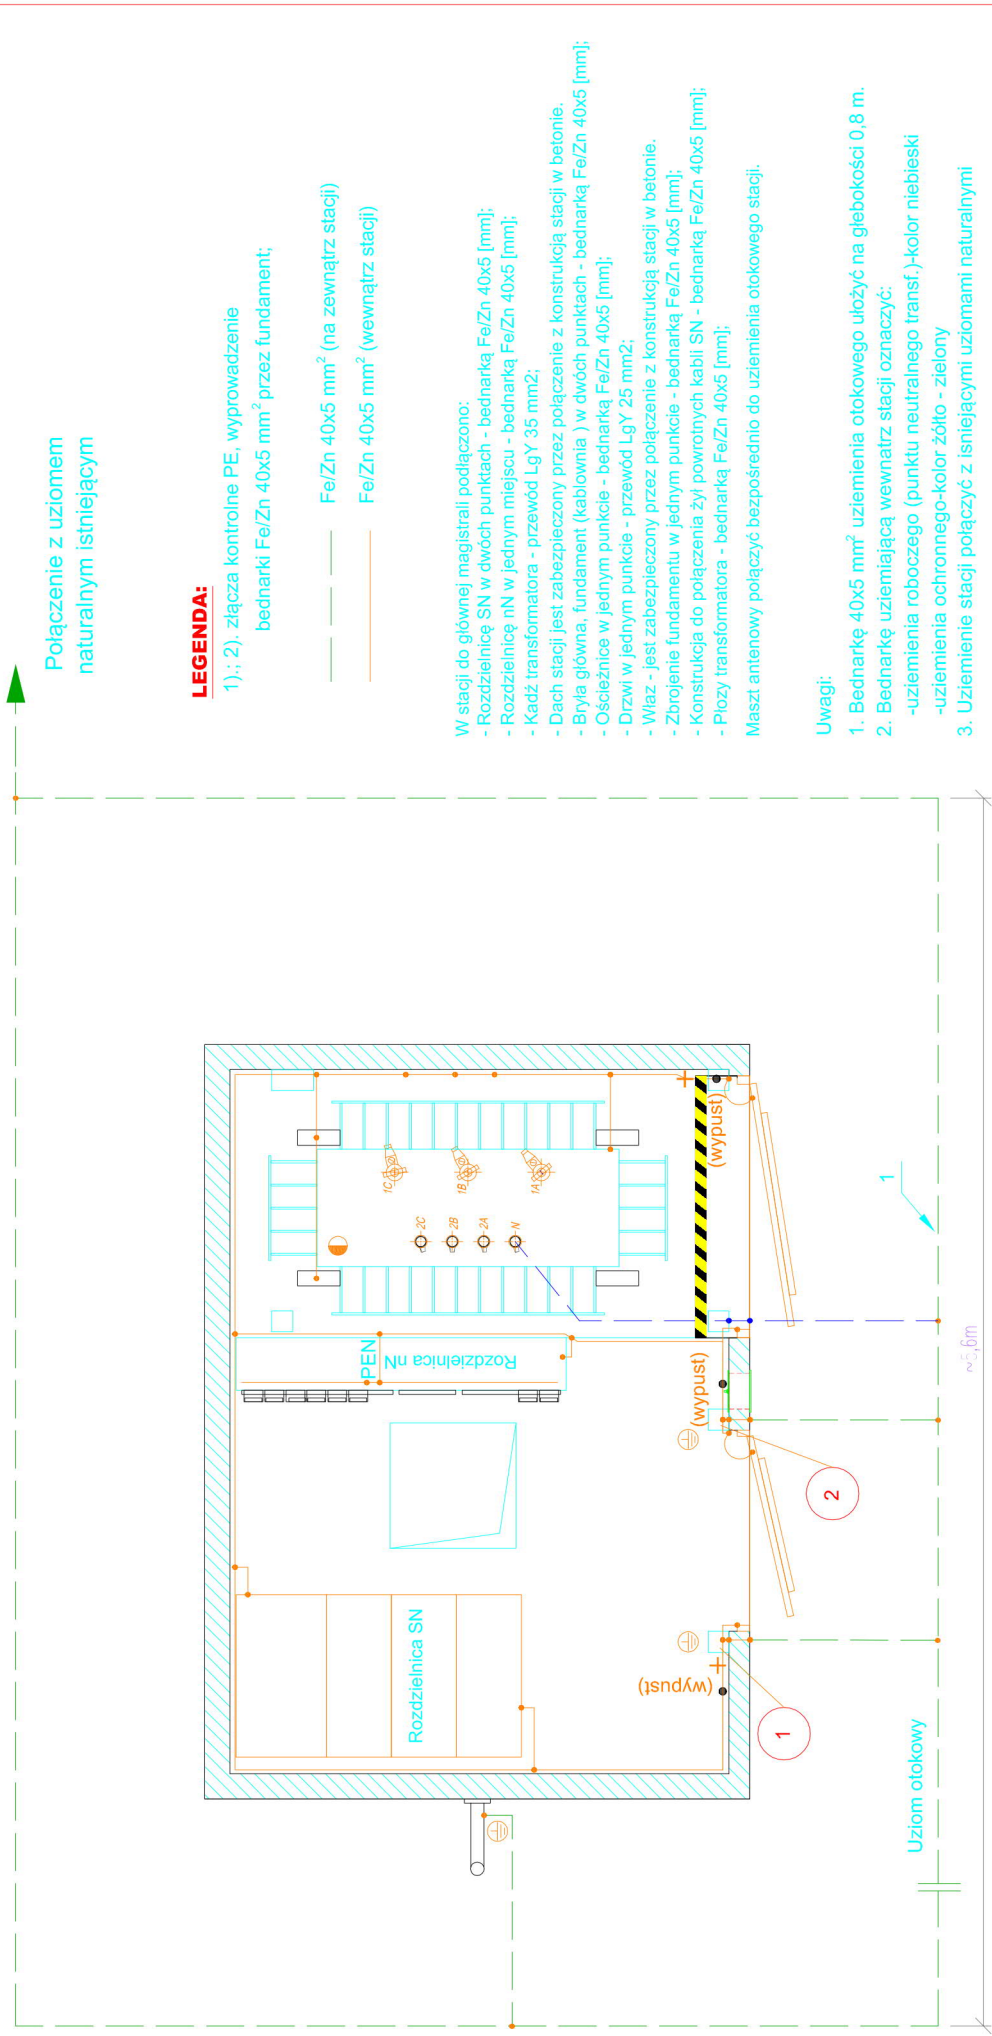 Połączenie z uziomem
naturalnym istniejącym
LEGENDA:
1).; 2). złącza kontrolne PE, wyprowadzenie
bednarki Fe/Zn 40x5 mm² przez fundament;
Fe/Zn 40x5 mm² (na zewnątrz stacji)
Fe/Zn 40x5 mm² (wewnątrz stacji)
W stacji do głównej magistrali podłączono:
- Rozdzielnicę SN w dwóch punktach - bednarką Fe/Zn 40x5 [mm];
- Rozdzielnicę nN w jednym miejscu - bednarką Fe/Zn 40x5 [mm];
- Kadź transformatora - przewód LgY 35 mm2;
- Dach stacji jest zabezpieczony przez połączenie z konstrukcją stacji w betonie.
- Bryła główna, fundament (kablownia ) w dwóch punktach - bednarką Fe/Zn 40x5 [mm];
- Ościeżnice w jednym punkcie - bednarką Fe/Zn 40x5 [mm];
- Drzwi w jednym punkcie - przewód LgY 25 mm2;
- Właz - jest zabezpieczony przez połączenie z konstrukcją stacji w betonie.
- Zbrojenie fundamentu w jednym punkcie - bednarką Fe/Zn 40x5 [mm];
- Konstrukcja do połączenia żył powrotnych kabli SN - bednarką Fe/Zn 40x5 [mm];
- Płozy transformatora - bednarką Fe/Zn 40x5 [mm];
Maszt antenowy połączyć bezpośrednio do uziemienia otokowego stacji.
Uwagi:
1. Bednarkę 40x5 mm² uziemienia otokowego ułożyć na głębokości 0,8 m.
2. Bednarkę uziemiającą wewnatrz stacji oznaczyć:
-uziemienia roboczego (punktu neutralnego transf.)-kolor niebieski
-uziemienia ochronnego-kolor żółto - zielony
3. Uziemienie stacji połączyć z isniejącymi uziomami naturalnymi
1C
1B
1A
2C
2B
2A
N
PEN
Rozdzielnica nN
Rozdzielnica SN
(wypust)
(wypust)
(wypust)
1
2
1
Uziom otokowy